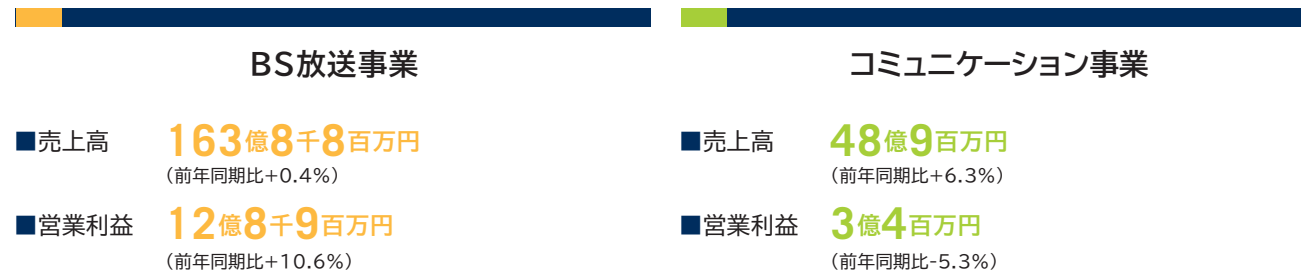 BS放送事業
■売上高 163億8千8百万円
(前年同期比+0.4%)
■営業利益 12億8千9百万円
(前年同期比+10.6%)
コミュニケーション事業
■売上高 48億9百万円
(前年同期比+6.3%)
■営業利益 3億4百万円
(前年同期比-5.3%)